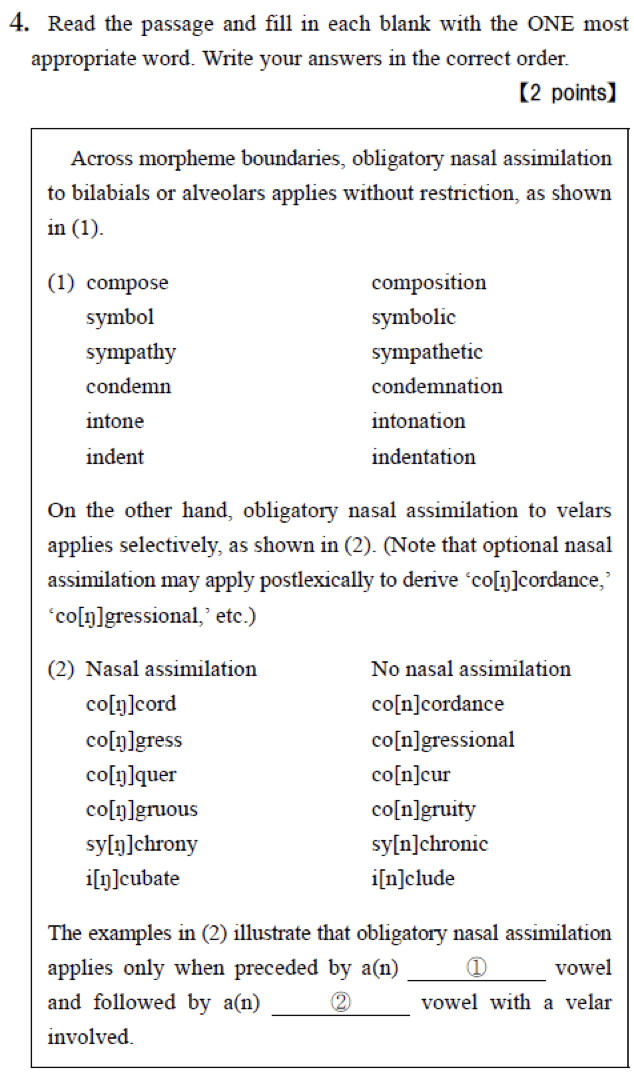 4. Read the passage and fill in each blank with the ONE most
appropriate word. Write your answers in the correct order.
【2 points】
Across morpheme boundaries, obligatory nasal assimilation
to bilabials or alveolars applies without restriction, as shown
in (1).
(1) compose composition
symbol symbolic
sympathy sympathetic
condemn condemnation
intone intonation
indent indentation
On the other hand, obligatory nasal assimilation to velars
applies selectively, as shown in (2). (Note that optional nasal
assimilation may apply postlexically to derive ‘co[ŋ]cordance,’
‘co[ŋ]gressional,’ etc.)
(2) Nasal assimilation No nasal assimilation
co[ŋ]cord co[n]cordance
co[ŋ]gress co[n]gressional
co[ŋ]quer co[n]cur
co[ŋ]gruous co[n]gruity
sy[ŋ]chrony sy[n]chronic
i[ŋ]cubate i[n]clude
The examples in (2) illustrate that obligatory nasal assimilation
applies only when preceded by a(n) ① vowel
and followed by a(n) ② vowel with a velar
involved.